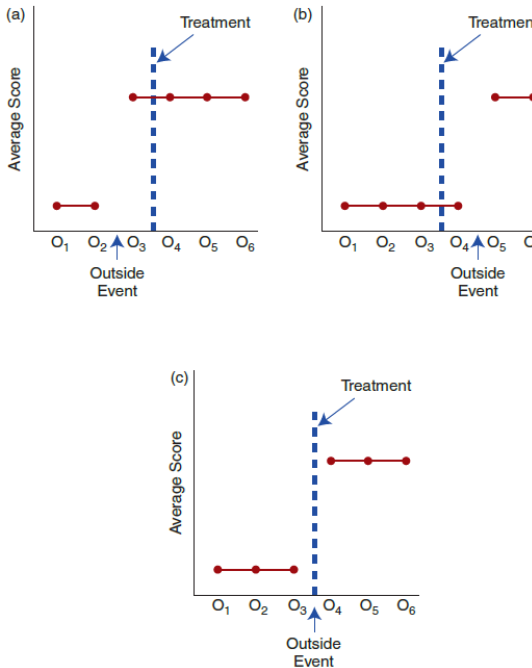 (a)
Treatment
Average Score
O1 O2 O3 O4 O5 O6
Outside
Event
(b)
Treatment
Average Score
O1 O2 O3 O4 O5
Outside
Event
(c)
Treatment
Average Score
O1 O2 O3 O4 O5 O6
Outside
Event